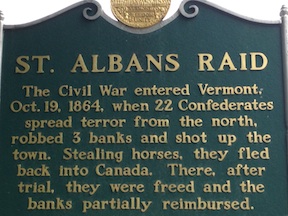 ST. ALBANS RAID
The Civil War entered Vermont,
Oct. 19, 1864, when 22 Confederates
spread terror from the north,
robbed 3 banks and shot up the
town. Stealing horses, they fled
back into Canada. There, after
trial, they were freed and the
banks partially reimbursed.